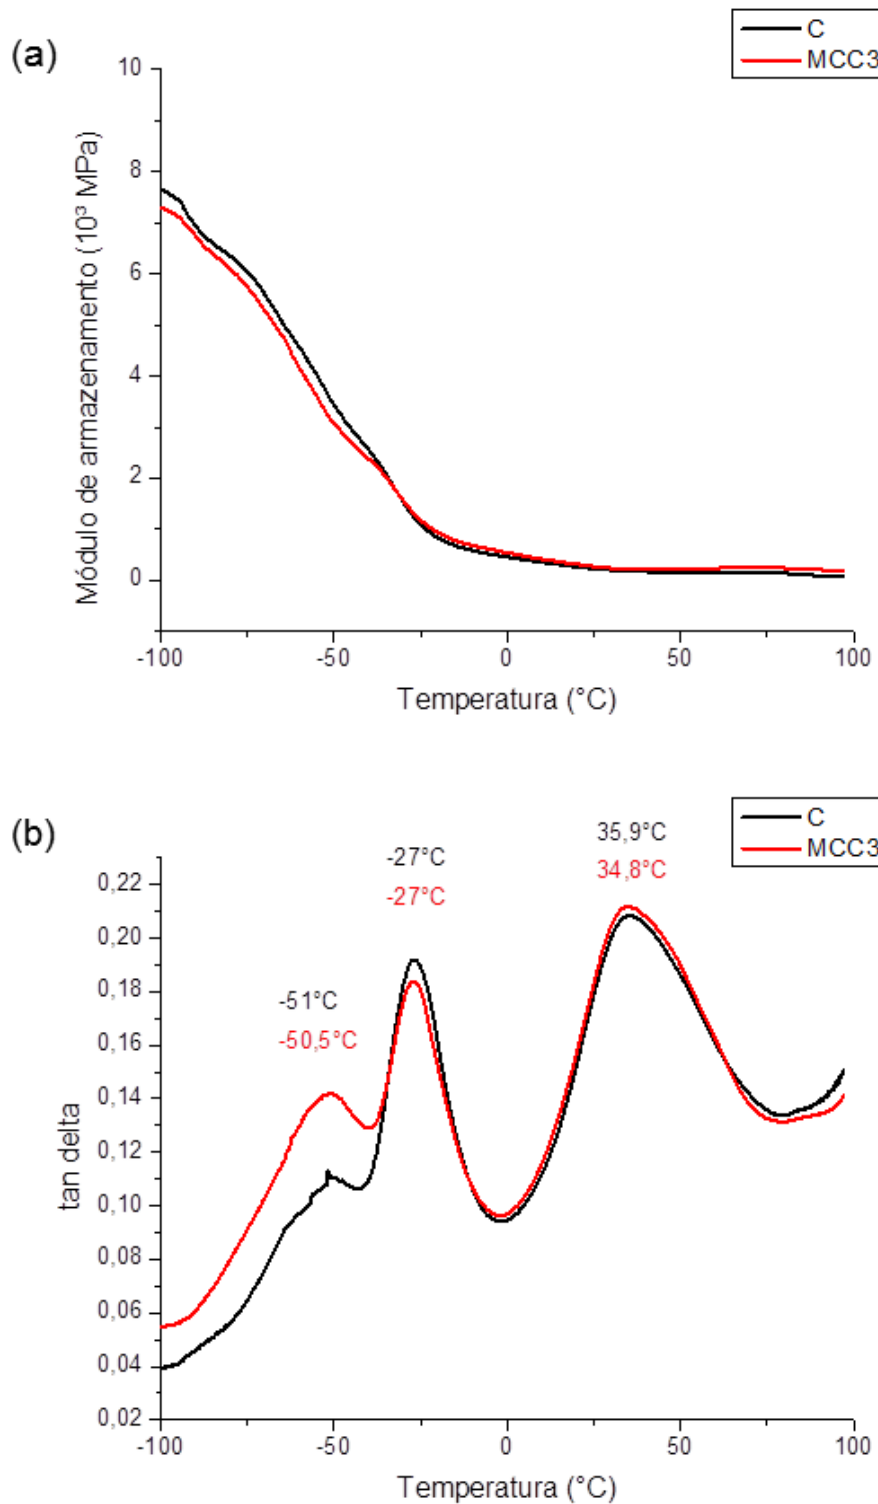 (a)
C
MCC3
10
8
6
4
2
0
Módulo de armazenamento (10³ MPa)
-100
-50
0
50
100
Temperatura (°C)
(b)
C
MCC3
35,9°C
34,8°C
-27°C
-27°C
-51°C
-50,5°C
0,22
0,20
0,18
0,16
0,14
0,12
0,10
0,08
0,06
0,04
0,02
tan delta
-100
-50
0
50
100
Temperatura (°C)